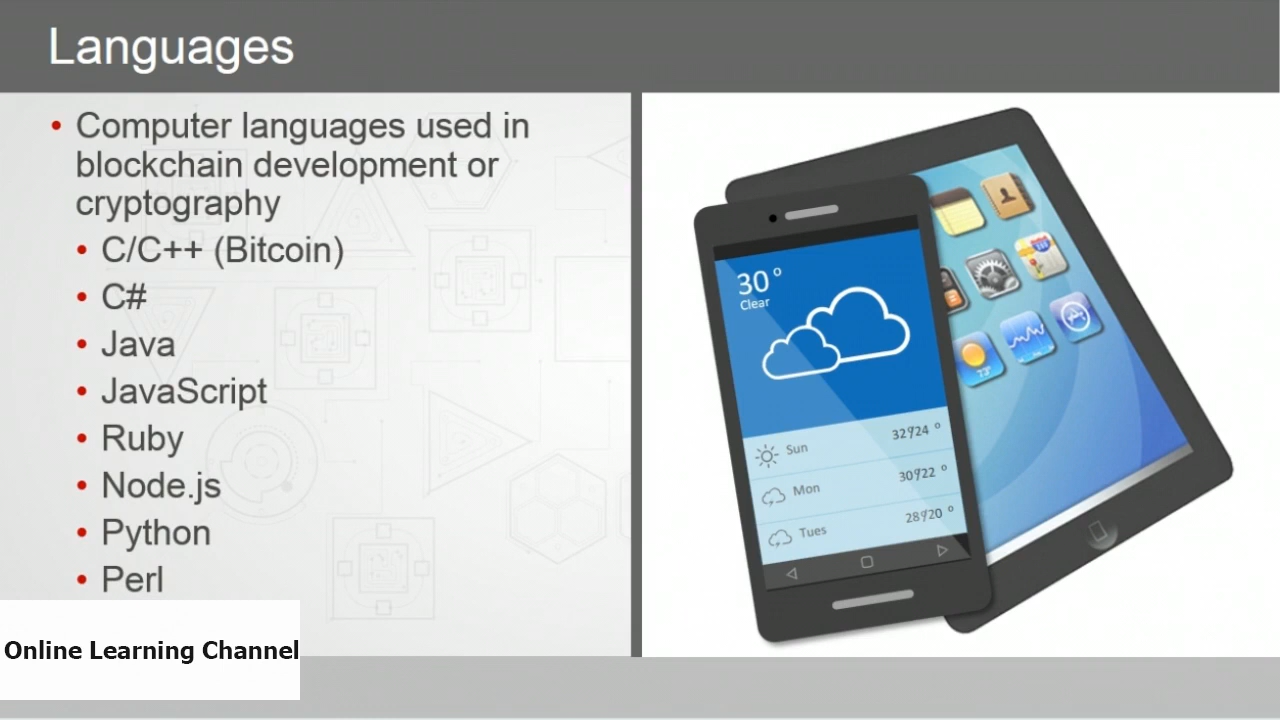 Languages
• Computer languages used in
blockchain development or
cryptography
• C/C++ (Bitcoin)
• C#
• Java
• JavaScript
• Ruby
• Node.js
• Python
• Perl
Online Learning Channel
30°
Clear
Sun 32°/24 °
Mon 30°/22 °
Tues 28°/20 °
73°